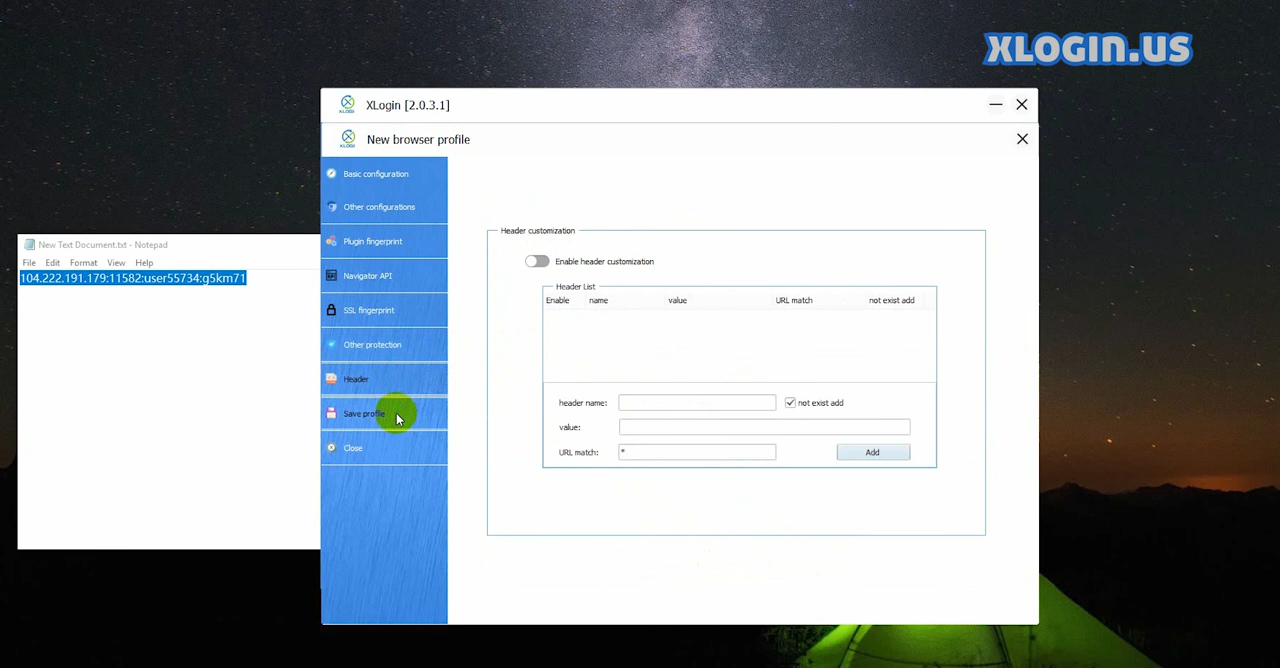 XLOGIN.US
XLogin [2.0.3.1]
New browser profile
Basic configuration
Other configurations
Plugin fingerprint
Navigator API
SSL fingerprint
Other protection
Header
Save profile
Close
New Text Document.txt - Notepad
File Edit Format View Help
104.222.191.179:11582:user55734:g5km71
Header customization
Enable header customization
Header List
Enable name value URL match not exist add
header name: not exist add
value:
URL match: * Add